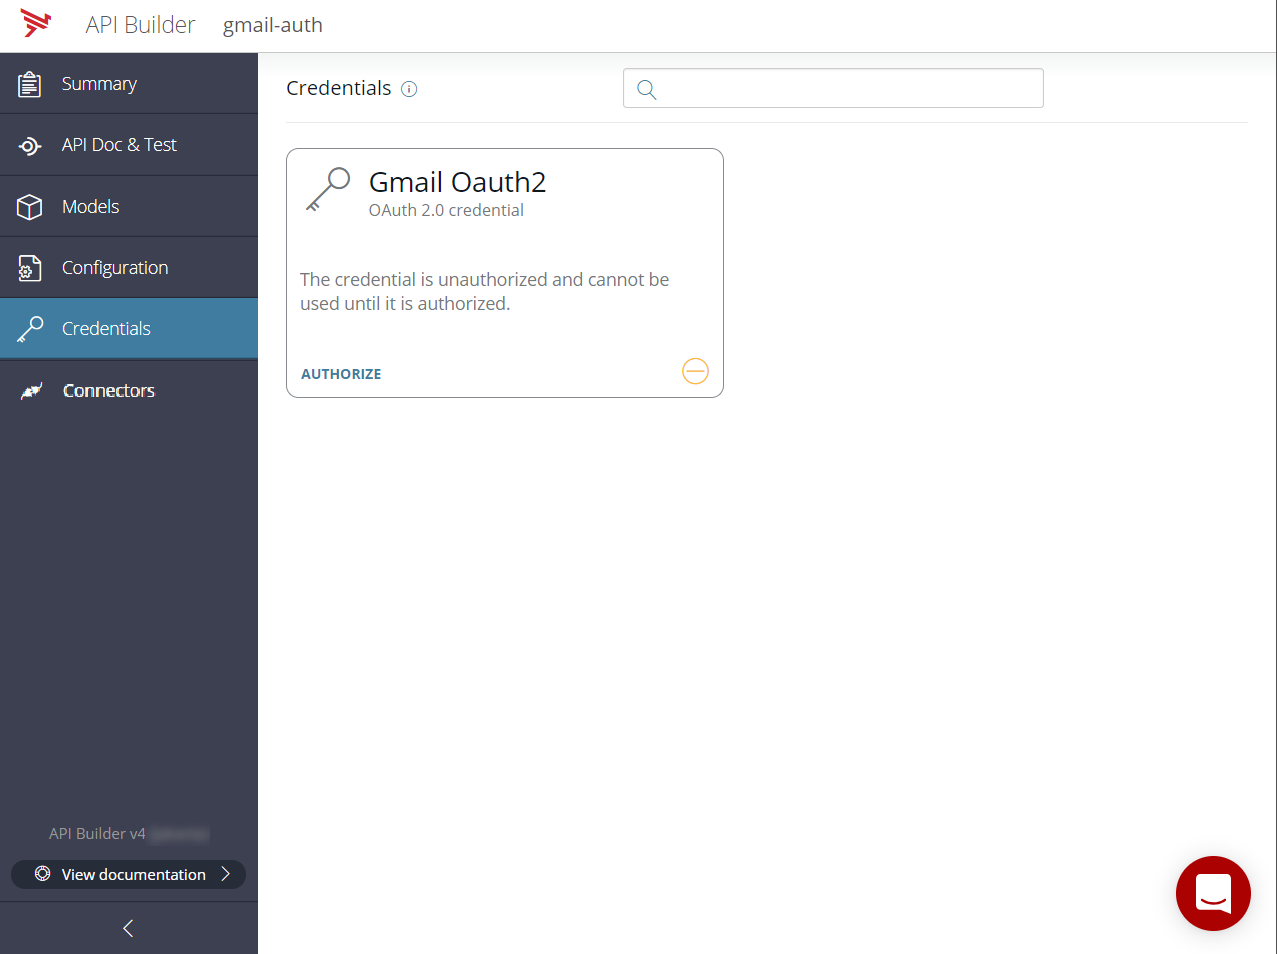 API Builder gmail-auth
Summary
API Doc & Test
Models
Configuration
Credentials
Connectors
API Builder v4
View documentation
Credentials
Gmail Oauth2
OAuth 2.0 credential
The credential is unauthorized and cannot be
used until it is authorized.
AUTHORIZE